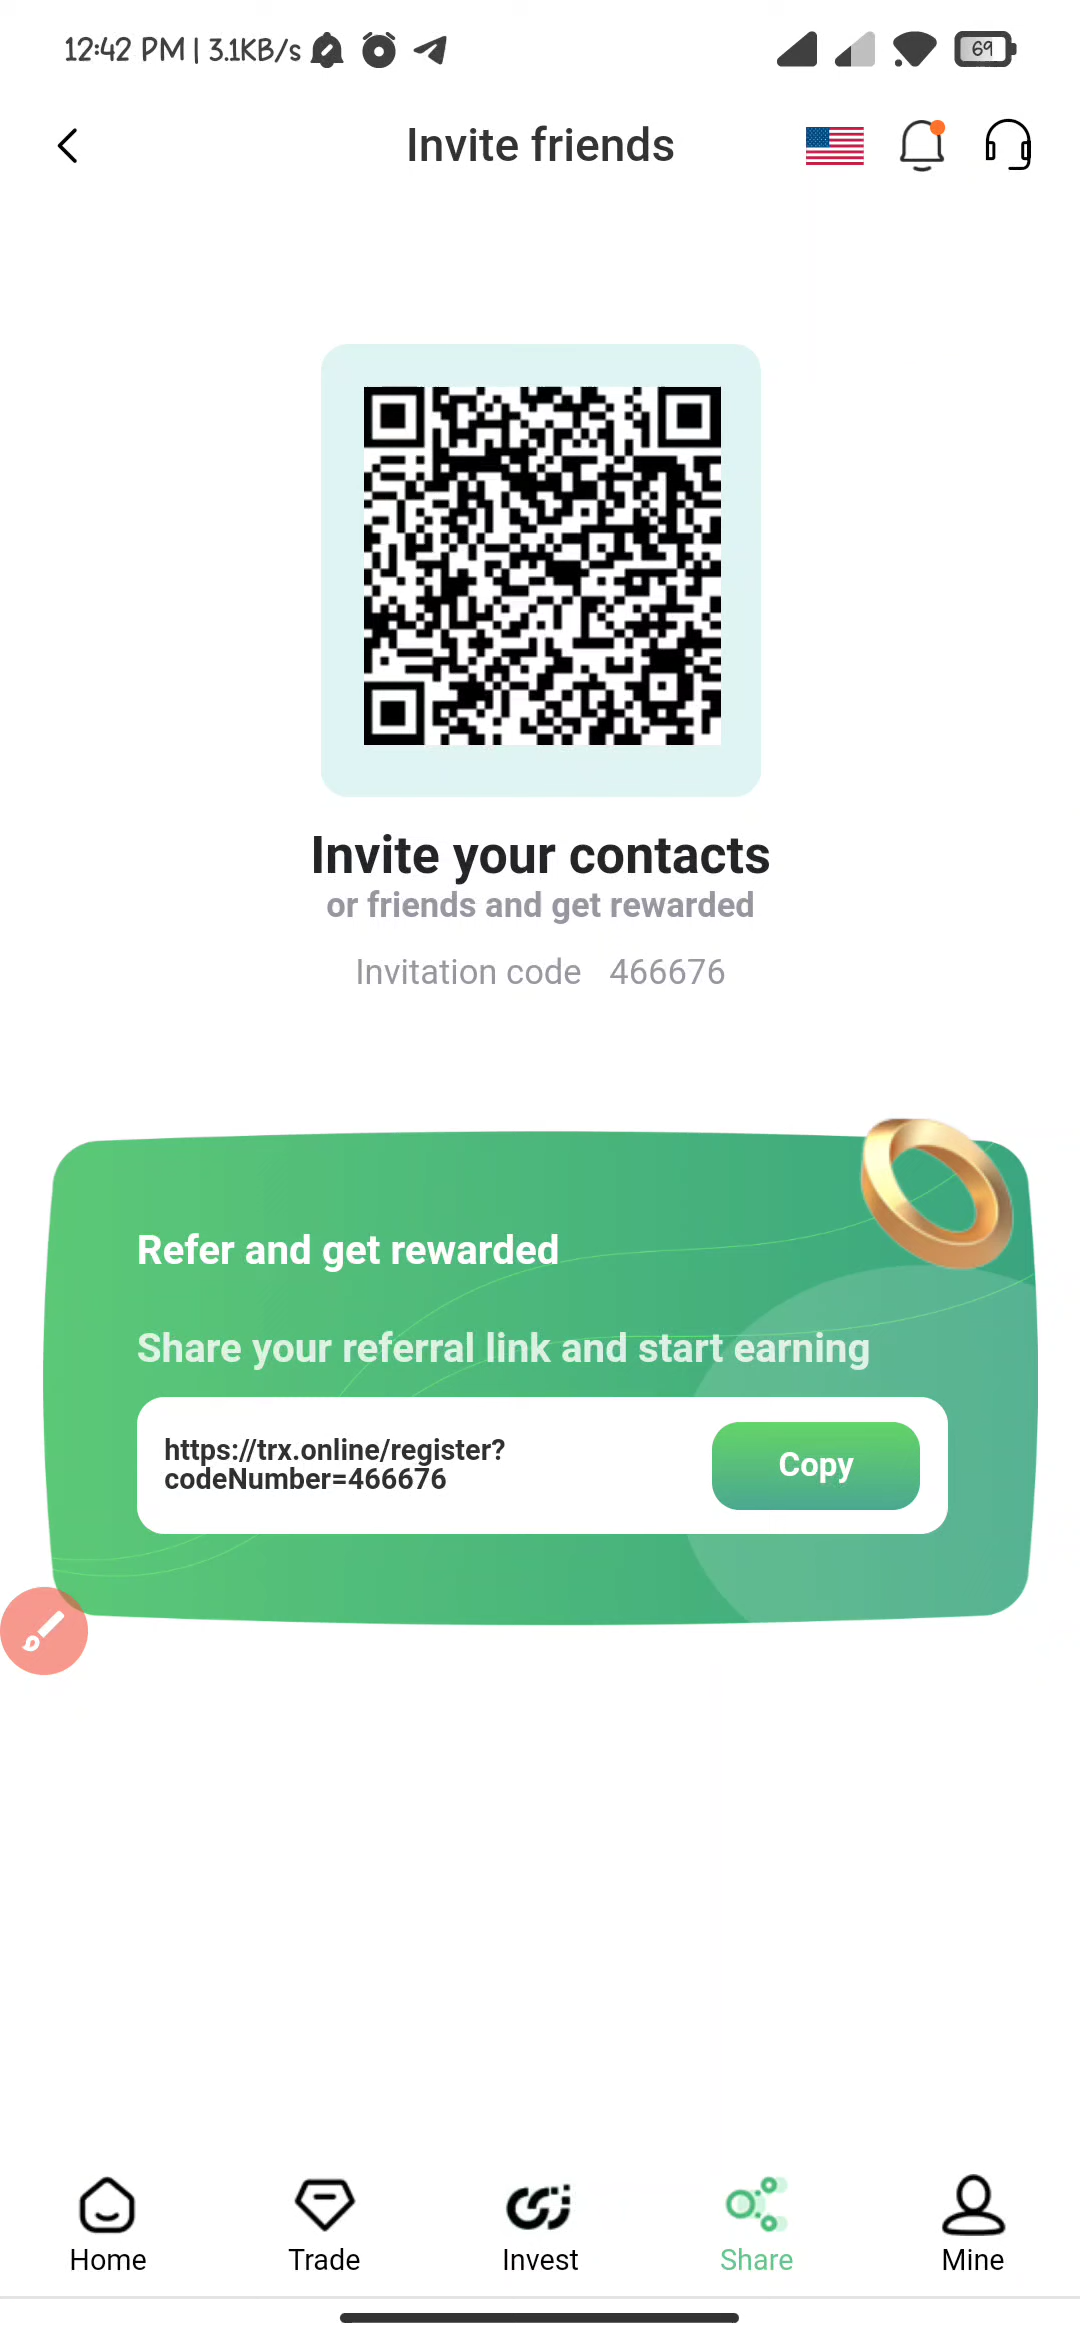 12:42 PM | 3.1KB/s
69
Invite friends
Invite your contacts
or friends and get rewarded
Invitation code 466676
Refer and get rewarded
Share your referral link and start earning
https://trx.online/register?
codeNumber=466676
Copy
Home Trade Invest Share Mine